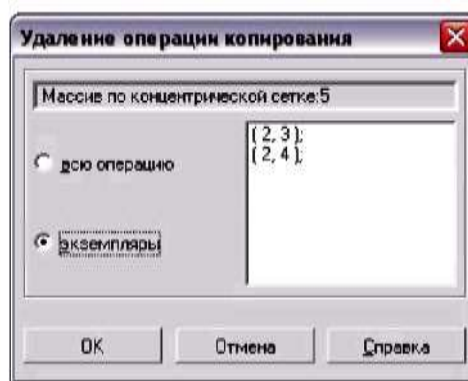 Удаление операции копирования
Массив по концентрической сетке:5
всю операцию
экземпляры
( 2, 3 );
( 2, 4 );
OK
Отмена
Справка